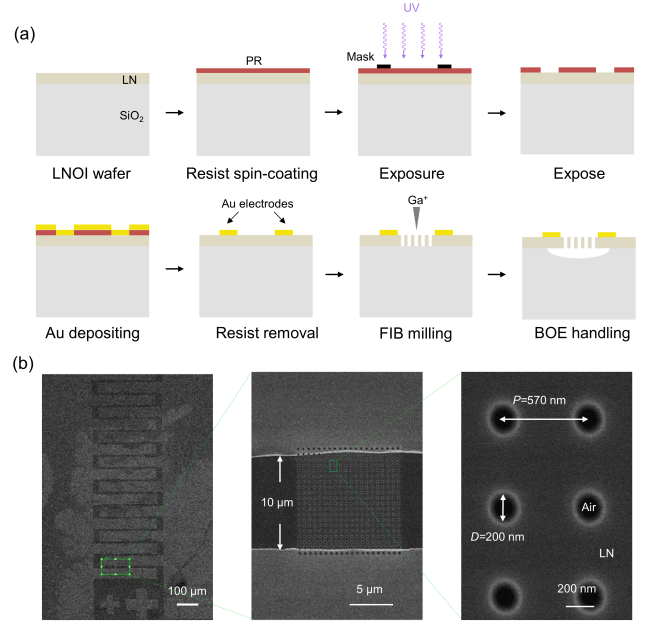 (a)
UV
PR
Mask
LN
SiO₂
LNOI wafer
Resist spin-coating
Exposure
Expose
Au electrodes
Ga⁺
Au depositing
Resist removal
FIB milling
BOE handling
(b)
P=570 nm
10 μm
Air
D=200 nm
LN
100 μm
5 μm
200 nm